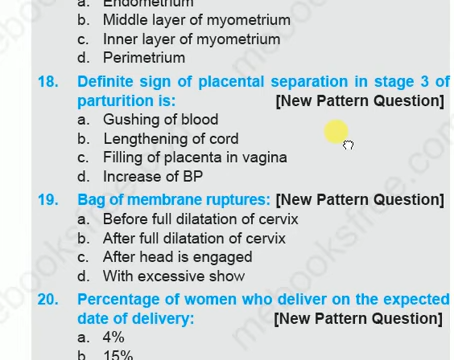 a. Endometrium
b. Middle layer of myometrium
c. Inner layer of myometrium
d. Perimetrium
18. Definite sign of placental separation in stage 3 of
parturition is: [New Pattern Question]
a. Gushing of blood
b. Lengthening of cord
c. Filling of placenta in vagina
d. Increase of BP
19. Bag of membrane ruptures: [New Pattern Question]
a. Before full dilatation of cervix
b. After full dilatation of cervix
c. After head is engaged
d. With excessive show
20. Percentage of women who deliver on the expected
date of delivery: [New Pattern Question]
a. 4%
b. 15%